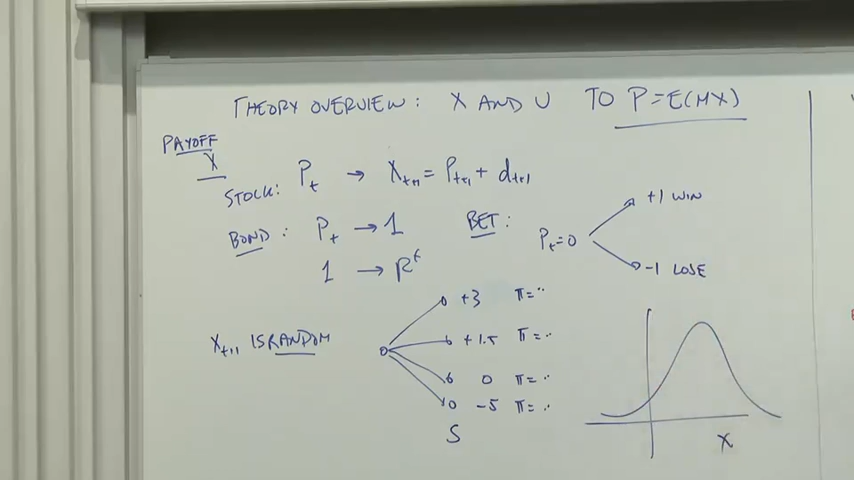 THEORY OVERVIEW: X AND U TO P=E(MX)
PAYOFF
X
STOCK: Pt → Xt+1 = Pt+1 + dt+1
BOND: Pt → 1
1 → Rf
BET: Pt=0
+1 WIN
-1 LOSE
Xt+1 IS RANDOM
+3 π=..
+1.5 π=..
0 π=..
-5 π=..
S
X